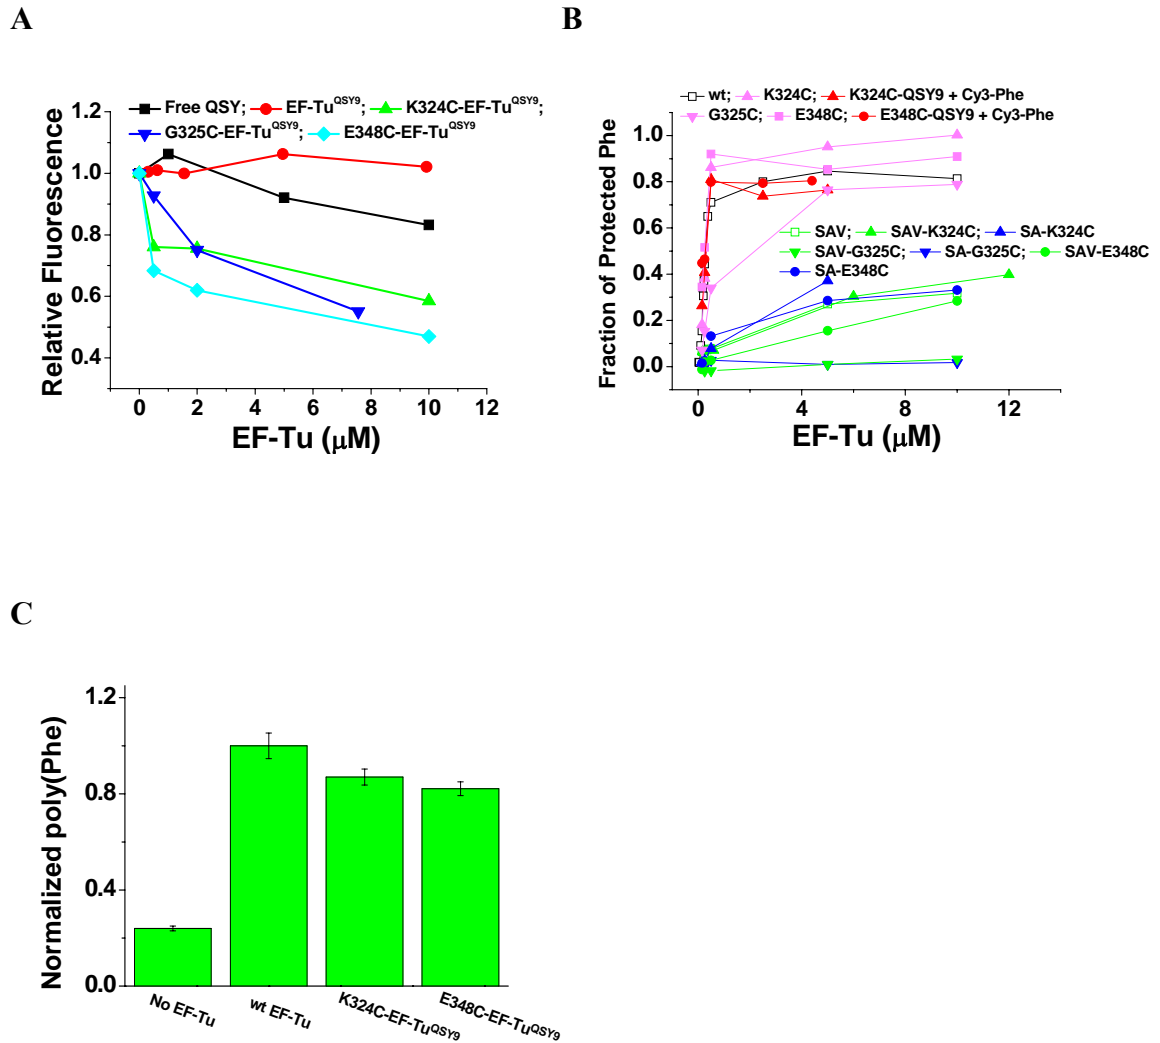 A
B
Free QSY; EF-Tu^QSY9; K324C-EF-Tu^QSY9;
G325C-EF-Tu^QSY9; E348C-EF-Tu^QSY9
1.2
1.0
0.8
0.6
0.4
Relative Fluorescence
0 2 4 6 8 10 12
EF-Tu (μM)
wt; K324C; K324C-QSY9 + Cy3-Phe
G325C; E348C; E348C-QSY9 + Cy3-Phe
1.0
0.8
0.6
0.4
0.2
0.0
Fraction of Protected Phe
SAV; SAV-K324C; SA-K324C
SAV-G325C; SA-G325C; SAV-E348C
SA-E348C
0 4 8 12
EF-Tu (μM)
C
1.2
0.8
0.4
0.0
Normalized poly(Phe)
No EF-Tu
wt EF-Tu
K324C-EF-Tu^QSY9
E348C-EF-Tu^QSY9